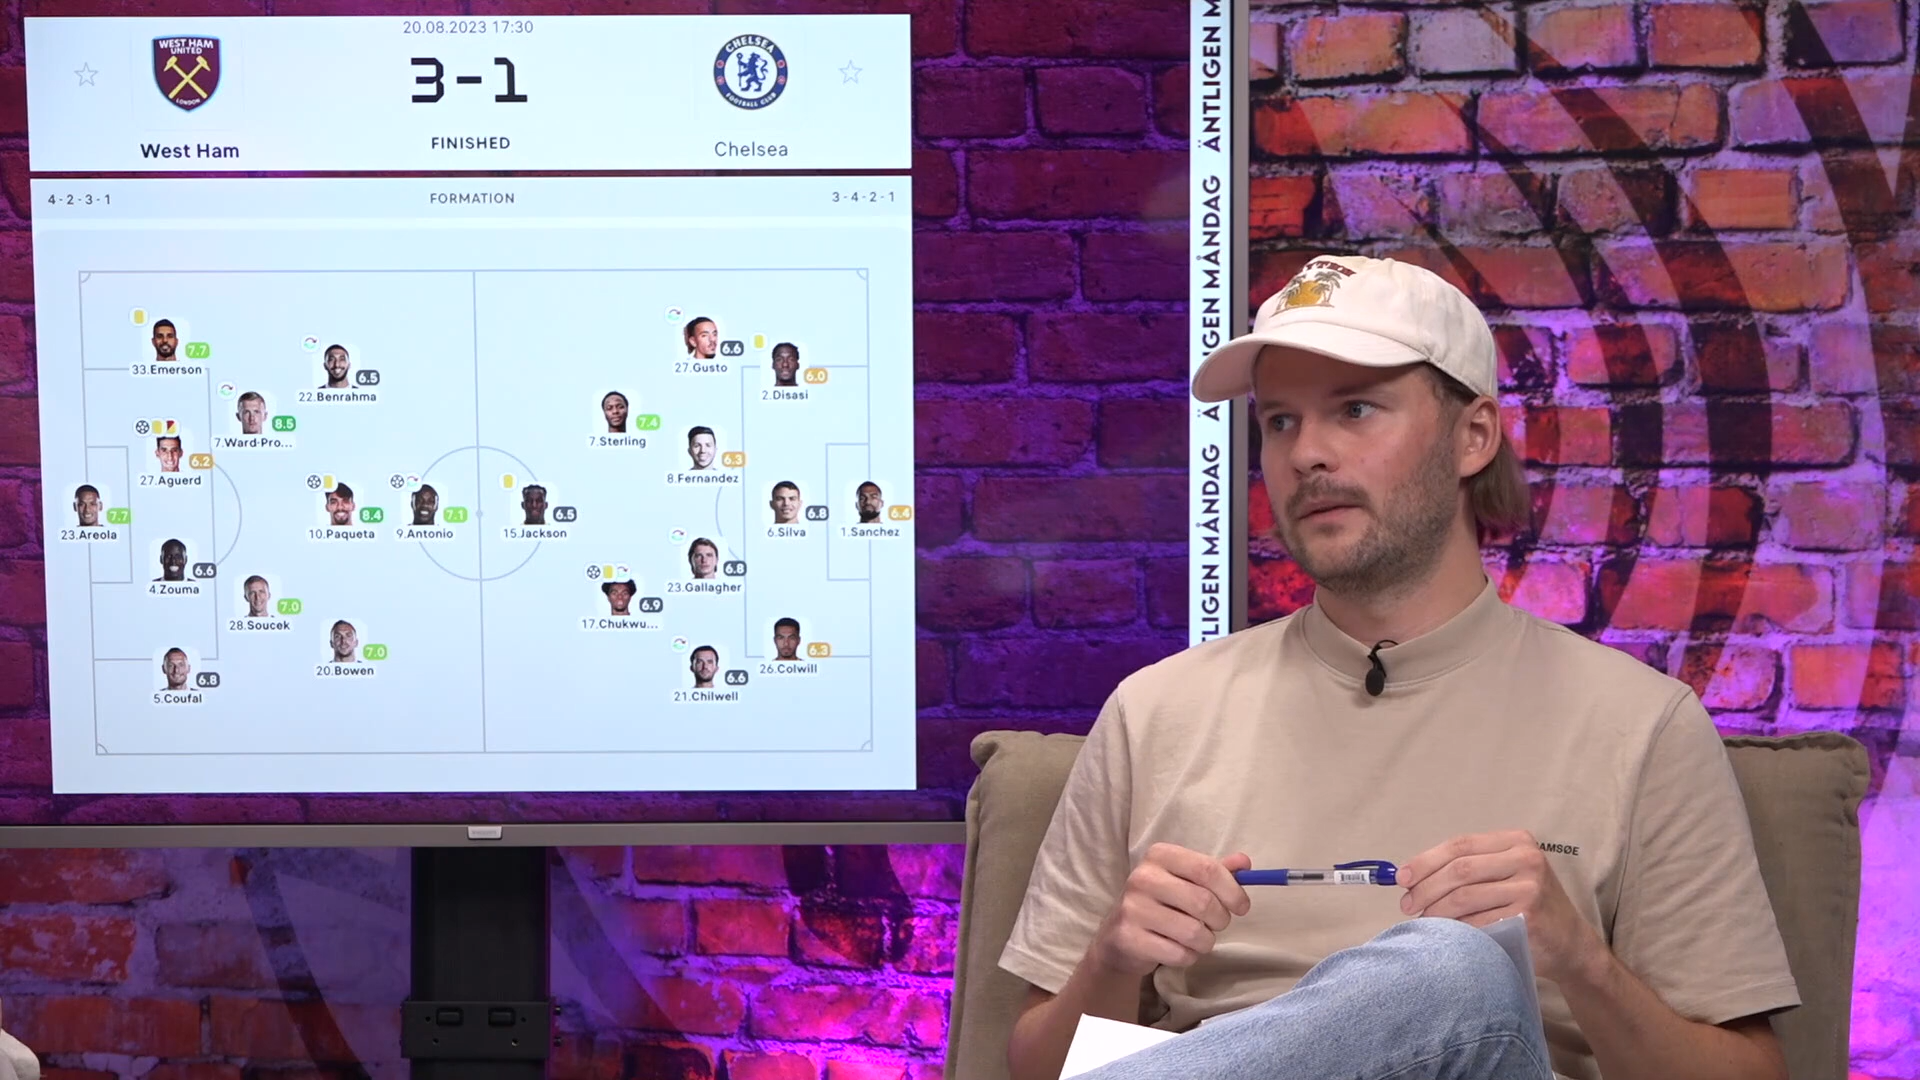 20.08.2023 17:30
WEST HAM
UNITED
LONDON
CHELSEA
FOOTBALL CLUB
3-1
FINISHED
West Ham
Chelsea
4-2-3-1
FORMATION
3-4-2-1
7.7
33.Emerson
6.5
22.Benrahma
8.5
7.Ward-Pro...
6.2
27.Aguerd
7.7
23.Areola
8.4
10.Paqueta
7.1
9.Antonio
6.6
4.Zouma
7.0
28.Soucek
7.0
20.Bowen
6.8
5.Coufal
6.6
27.Gusto
6.0
2.Disasi
7.4
7.Sterling
6.3
8.Fernandez
6.5
15.Jackson
6.8
6.Silva
6.4
1.Sanchez
6.8
23.Gallagher
6.9
17.Chukwu...
6.3
26.Colwill
6.6
21.Chilwell
PHILIPS
ÄNTLIGEN M
ÄNTLIGEN MÅNDAG
TLIGEN MÅNDAG
AMSØE